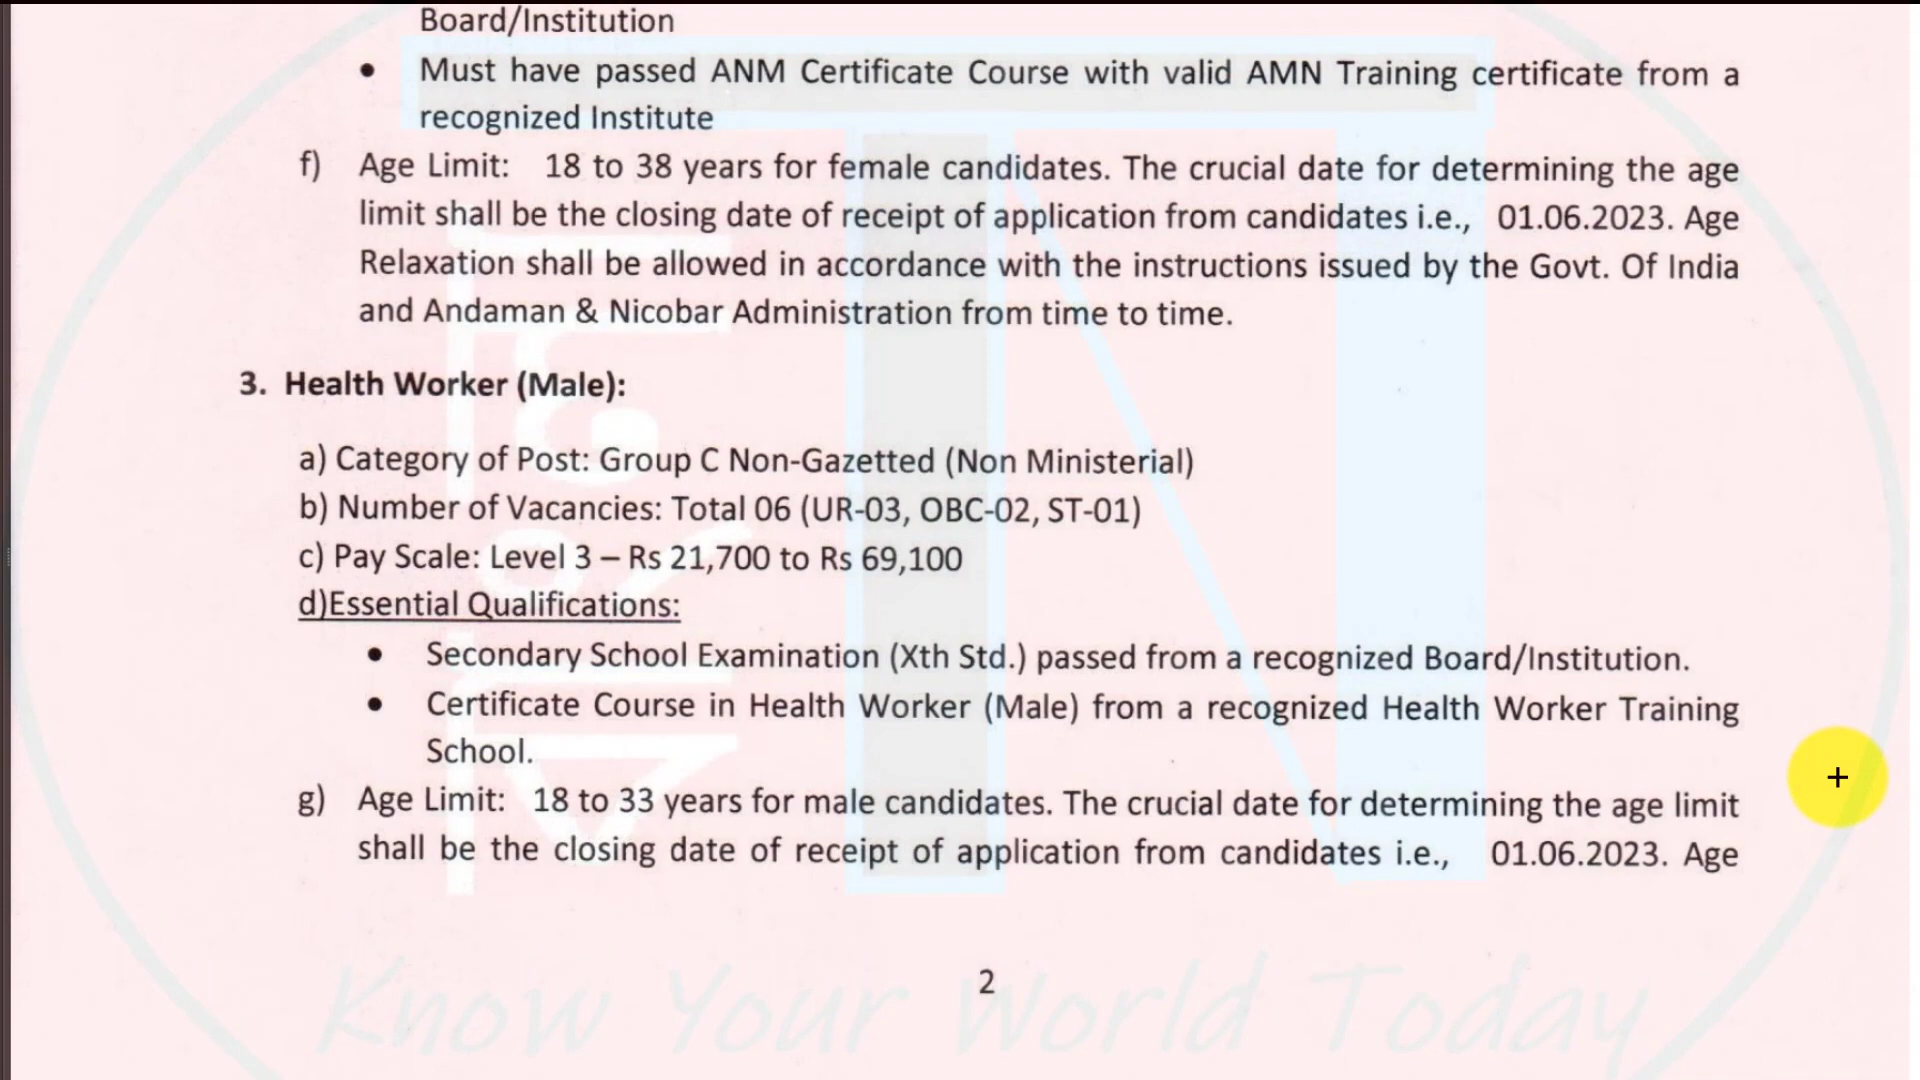 Board/Institution
• Must have passed ANM Certificate Course with valid AMN Training certificate from a
recognized Institute
f) Age Limit: 18 to 38 years for female candidates. The crucial date for determining the age
limit shall be the closing date of receipt of application from candidates i.e., 01.06.2023. Age
Relaxation shall be allowed in accordance with the instructions issued by the Govt. Of India
and Andaman & Nicobar Administration from time to time.
3. Health Worker (Male):
a) Category of Post: Group C Non-Gazetted (Non Ministerial)
b) Number of Vacancies: Total 06 (UR-03, OBC-02, ST-01)
c) Pay Scale: Level 3 – Rs 21,700 to Rs 69,100
d)Essential Qualifications:
• Secondary School Examination (Xth Std.) passed from a recognized Board/Institution.
• Certificate Course in Health Worker (Male) from a recognized Health Worker Training
School.
g) Age Limit: 18 to 33 years for male candidates. The crucial date for determining the age limit
shall be the closing date of receipt of application from candidates i.e., 01.06.2023. Age
2
Know Your World Today